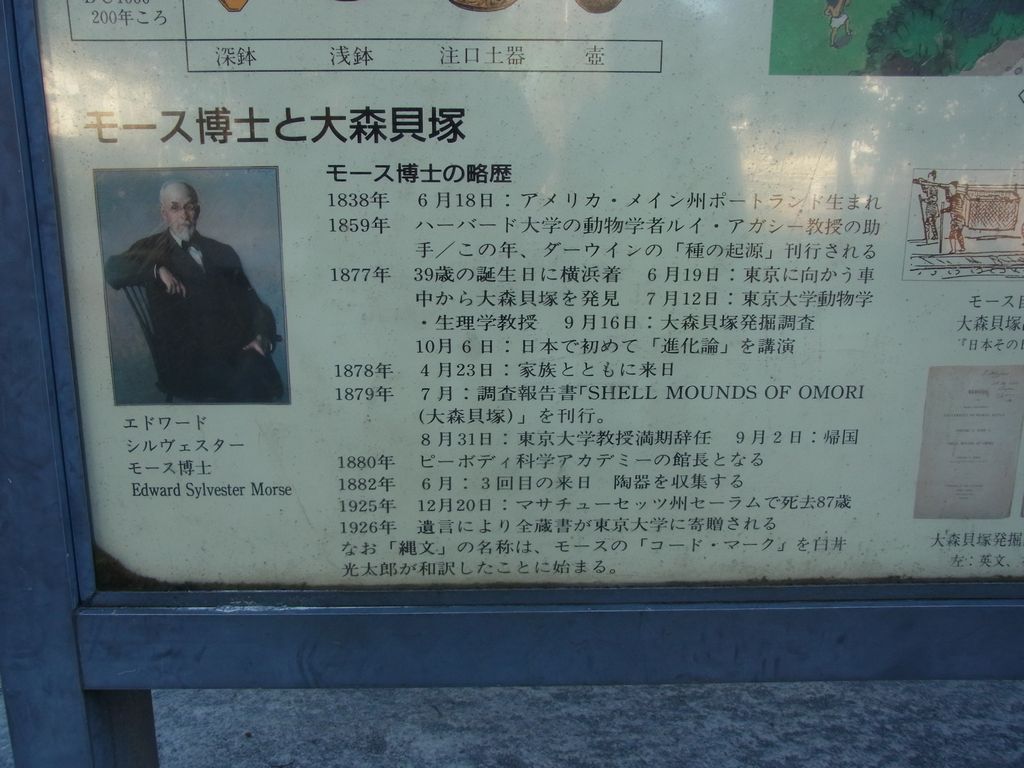 200年ころ
深鉢 浅鉢 注口土器 壺
モース博士と大森貝塚
モース博士の略歴
1838年 6月18日：アメリカ・メイン州ポートランド生まれ
1859年 ハーバード大学の動物学者ルイ・アガシー教授の助
手／この年、ダーウインの「種の起源」刊行される
1877年 39歳の誕生日に横浜着 6月19日：東京に向かう車
中から大森貝塚を発見 7月12日：東京大学動物学
・生理学教授 9月16日：大森貝塚発掘調査
10月6日：日本で初めて「進化論」を講演
1878年 4月23日：家族とともに来日
1879年 7月：調査報告書「SHELL MOUNDS OF OMORI
(大森貝塚)」を刊行。
8月31日：東京大学教授満期辞任 9月2日：帰国
1880年 ピーボディ科学アカデミーの館長となる
1882年 6月：3回目の来日 陶器を収集する
1925年 12月20日：マサチューセッツ州セーラムで死去87歳
1926年 遺言により全蔵書が東京大学に寄贈される
なお「縄文」の名称は、モースの「コード・マーク」を白井
光太郎が和訳したことに始まる。
エドワード
シルヴェスター
モース博士
Edward Sylvester Morse
モース
大森貝塚
『日本その
大森貝塚発掘
左：英文、